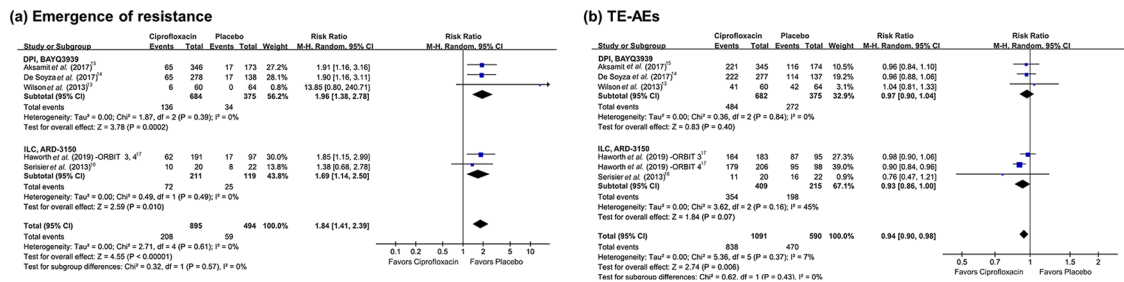 (a) Emergence of resistance
Ciprofloxacin Placebo Risk Ratio Risk Ratio
Study or Subgroup Events Total Events Total Weight M-H. Random. 95% CI M-H. Random. 95% CI
DPI, BAYQ3939
Aksamit et al. (2017)15 65 346 17 173 27.2% 1.91 [1.16, 3.16]
De Soyza et al. (2017)14 65 278 17 138 28.1% 1.90 [1.16, 3.11]
Wilson et al. (2013)13 6 60 0 64 0.8% 13.85 [0.80, 240.71]
Subtotal (95% CI) 684 375 56.2% 1.96 [1.38, 2.78]
Total events 136 34
Heterogeneity: Tau² = 0.00; Chi² = 1.87, df = 2 (P = 0.39); I² = 0%
Test for overall effect: Z = 3.78 (P = 0.0002)
ILC, ARD-3150
Haworth et al. (2019) -ORBIT 3, 417 62 191 17 97 30.0% 1.85 [1.15, 2.99]
Serisier et al. (2013)16 10 20 8 22 13.8% 1.38 [0.68, 2.78]
Subtotal (95% CI) 211 119 43.8% 1.69 [1.14, 2.50]
Total events 72 25
Heterogeneity: Tau² = 0.00; Chi² = 0.49, df = 1 (P = 0.49); I² = 0%
Test for overall effect: Z = 2.59 (P = 0.010)
Total (95% CI) 895 494 100.0% 1.84 [1.41, 2.39]
Total events 208 59
Heterogeneity: Tau² = 0.00; Chi² = 2.71, df = 4 (P = 0.61); I² = 0%
Test for overall effect: Z = 4.55 (P < 0.00001)
Test for subgroup differences: Chi² = 0.32, df = 1 (P = 0.57), I² = 0%
0.1 0.2 0.5 1 2 5 10
Favors Ciprofloxacin Favors Placebo
(b) TE-AEs
Ciprofloxacin Placebo Risk Ratio Risk Ratio
Study or Subgroup Events Total Events Total Weight M-H. Random. 95% CI M-H. Random. 95% CI
DPI, BAYQ3939
Aksamit et al. (2017)15 221 345 116 174 10.5% 0.96 [0.84, 1.10]
De Soyza et al. (2017)14 222 277 114 137 20.2% 0.96 [0.88, 1.06]
Wilson et al. (2013)13 41 60 42 64 2.2% 1.04 [0.81, 1.33]
Subtotal (95% CI) 682 375 32.9% 0.97 [0.90, 1.04]
Total events 484 272
Heterogeneity: Tau² = 0.00; Chi² = 0.36, df = 2 (P = 0.84); I² = 0%
Test for overall effect: Z = 0.83 (P = 0.40)
ILC, ARD-3150
Haworth et al. (2019) -ORBIT 317 164 183 87 95 27.3% 0.98 [0.90, 1.06]
Haworth et al. (2019) -ORBIT 417 179 206 95 98 39.0% 0.90 [0.84, 0.96]
Serisier et al. (2013)16 11 20 16 22 0.8% 0.76 [0.47, 1.21]
Subtotal (95% CI) 409 215 67.1% 0.93 [0.86, 1.00]
Total events 354 198
Heterogeneity: Tau² = 0.00; Chi² = 3.62, df = 2 (P = 0.16); I² = 45%
Test for overall effect: Z = 1.84 (P = 0.07)
Total (95% CI) 1091 590 100.0% 0.94 [0.90, 0.98]
Total events 838 470
Heterogeneity: Tau² = 0.00; Chi² = 5.36, df = 5 (P = 0.37); I² = 7%
Test for overall effect: Z = 2.74 (P = 0.006)
Test for subgroup differences: Chi² = 0.62, df = 1 (P = 0.43), I² = 0%
0.5 0.7 1 1.5 2
Favors Ciprofloxacin Favors Placebo